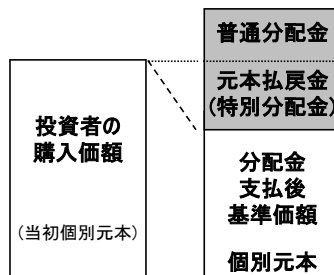 普通分配金
元本払戻金
(特別分配金)
投資者の
購入価額
(当初個別元本)
分配金
支払後
基準価額
個別元本